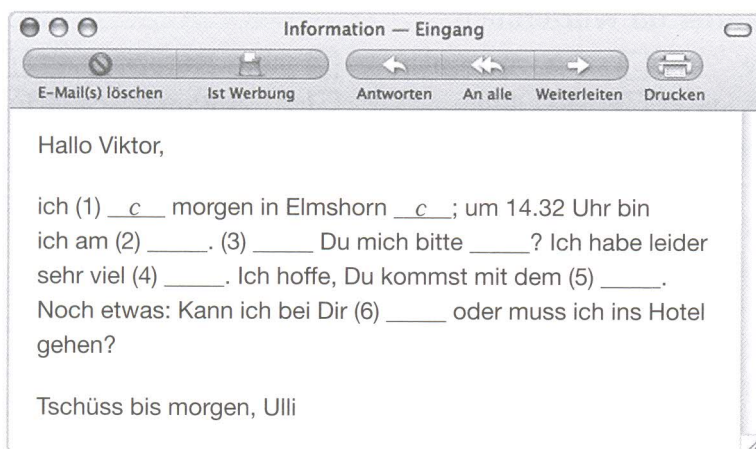 Information — Eingang
E-Mail(s) löschen Ist Werbung Antworten An alle Weiterleiten Drucken
Hallo Viktor,
ich (1) __c__ morgen in Elmshorn __c__; um 14.32 Uhr bin
ich am (2) _____. (3) _____ Du mich bitte _____? Ich habe leider
sehr viel (4) _____. Ich hoffe, Du kommst mit dem (5) _____.
Noch etwas: Kann ich bei Dir (6) _____ oder muss ich ins Hotel
gehen?
Tschüss bis morgen, Ulli